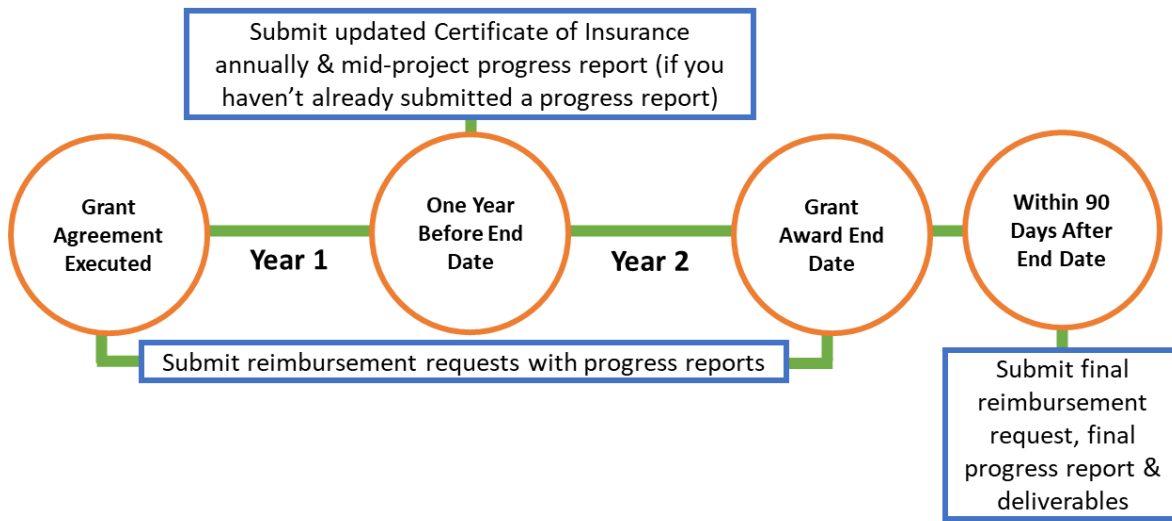 Submit updated Certificate of Insurance
annually & mid-project progress report (if you
haven't already submitted a progress report)
Grant
Agreement
Executed
Year 1
One Year
Before End
Date
Year 2
Grant
Award End
Date
Within 90
Days After
End Date
Submit reimbursement requests with progress reports
Submit final
reimbursement
request, final
progress report &
deliverables